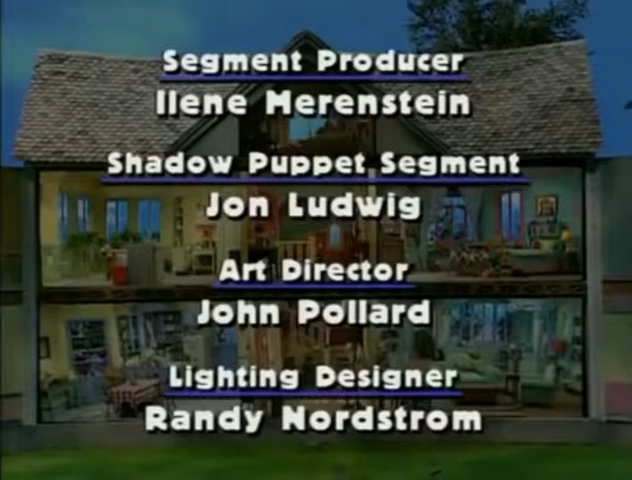 Segment Producer
Ilene Merenstein
Shadow Puppet Segment
Jon Ludwig
Art Director
John Pollard
Lighting Designer
Randy Nordstrom